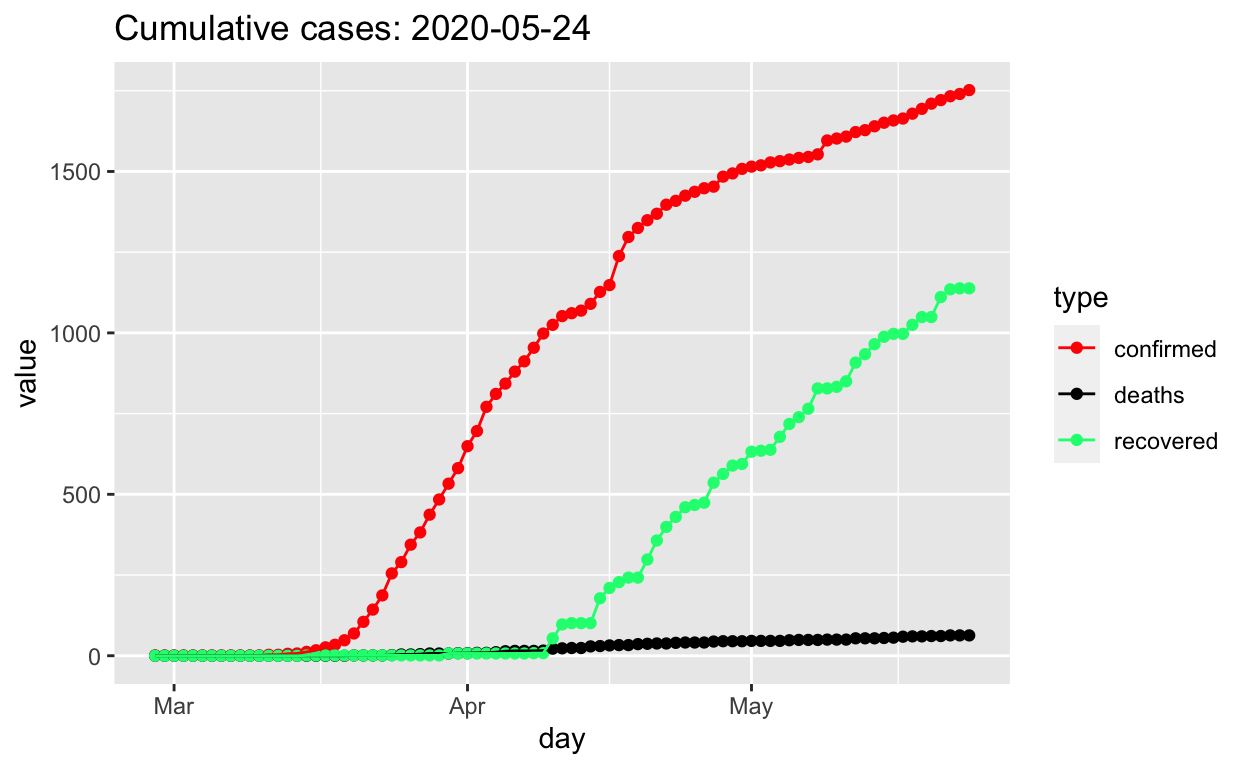 Cumulative cases: 2020-05-24
value
1500
1000
500
0
Mar Apr May
day
type
confirmed
deaths
recovered